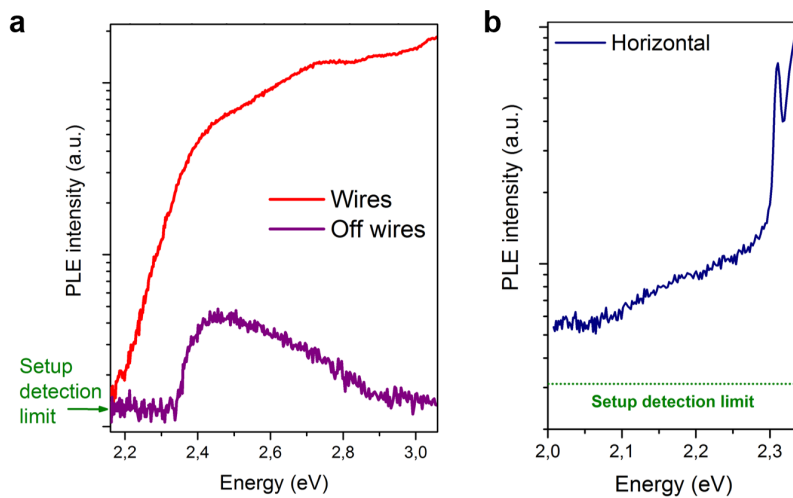 a
PLE intensity (a.u.)
Wires
Off wires
Setup
detection
limit
2,2
2,4
2,6
2,8
3,0
Energy (eV)
b
PLE intensity (a.u.)
Horizontal
Setup detection limit
2,0
2,1
2,2
2,3
Energy (eV)